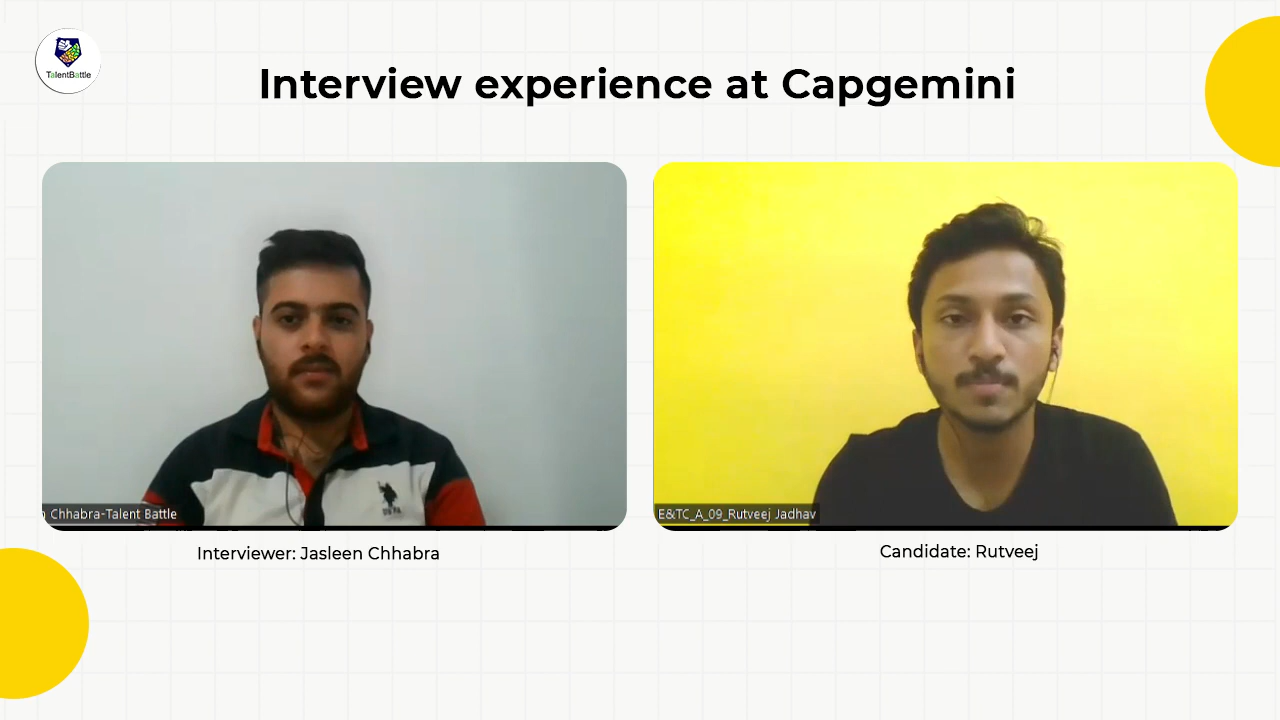 TalentBattle
Interview experience at Capgemini
Chhabra-Talent Battle
E&TC_A_09_Rutveej Jadhav
Interviewer: Jasleen Chhabra
Candidate: Rutveej